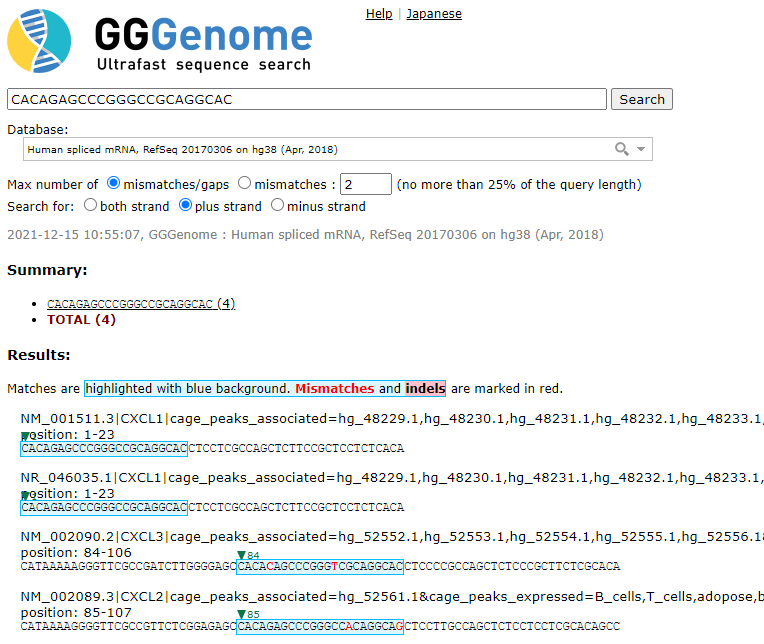 Help | Japanese
GGGenome
Ultrafast sequence search
CACAGAGCCCGGGCCGCAGGCAC Search
Database:
Human spliced mRNA, RefSeq 20170306 on hg38 (Apr, 2018)
Max number of mismatches/gaps mismatches : 2 (no more than 25% of the query length)
Search for: both strand plus strand minus strand
2021-12-15 10:55:07, GGGenome : Human spliced mRNA, RefSeq 20170306 on hg38 (Apr, 2018)
Summary:
• CACAGAGCCCGGGCCGCAGGCAC (4)
• TOTAL (4)
Results:
Matches are highlighted with blue background. Mismatches and indels are marked in red.
NM_001511.3|CXCL1|cage_peaks_associated=hg_48229.1,hg_48230.1,hg_48231.1,hg_48232.1,hg_48233.1,
position: 1-23
CACAGAGCCCGGGCCGCAGGCACCTCCTCGCCAGCTCTTCCGCTCCTCTCACA
NR_046035.1|CXCL1|cage_peaks_associated=hg_48229.1,hg_48230.1,hg_48231.1,hg_48232.1,hg_48233.1,
position: 1-23
CACAGAGCCCGGGCCGCAGGCACCTCCTCGCCAGCTCTTCCGCTCCTCTCACA
NM_002090.2|CXCL3|cage_peaks_associated=hg_52552.1,hg_52553.1,hg_52554.1,hg_52555.1,hg_52556.1
position: 84-106
▼84
CATAAAAAGGGTTCGCCGATCTTGGGGAGCCACACAGCCCGGGTCGCAGGCACCTCCCCGCCAGCTCTCCCGCTTCTCGCACA
NM_002089.3|CXCL2|cage_peaks_associated=hg_52561.1&cage_peaks_expressed=B_cells,T_cells,adopose,b
position: 85-107
▼85
CATAAAAGGGGTTCGCCGTTCTCGGAGAGCCACAGAGCCCGGGCCACAGGCAGCTCCTTGCCAGCTCTCCTCCTCGCACAGCC